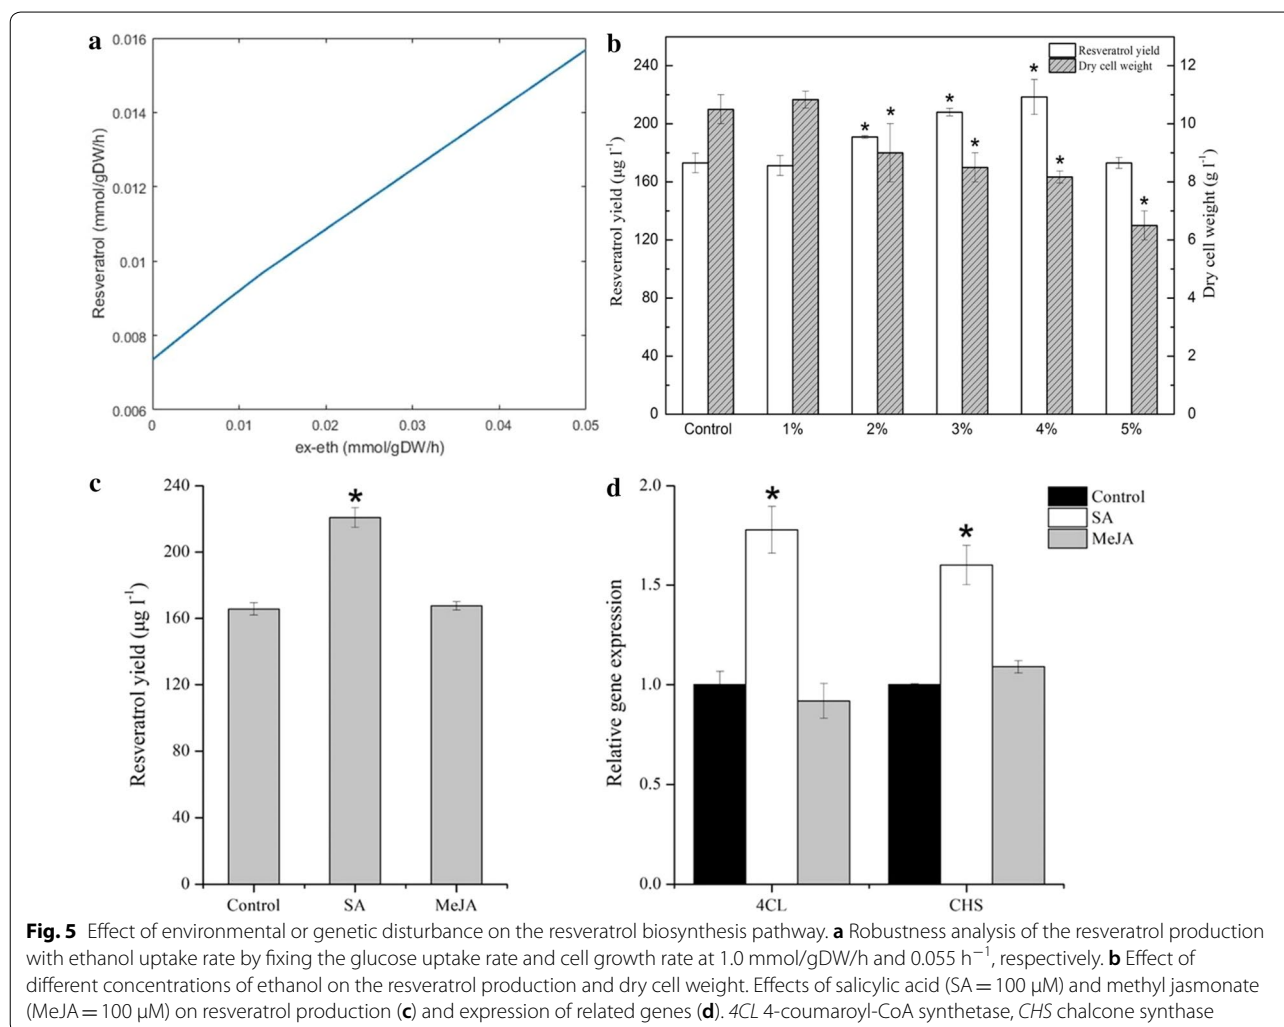 a
0.016
0.014
0.012
0.01
0.008
0.006
Resveratrol (mmol/gDW/h)
0 0.01 0.02 0.03 0.04 0.05
ex-eth (mmol/gDW/h)
b
Resveratrol yield
Dry cell weight
240
200
160
120
80
40
0
Resveratrol yield (µg l⁻¹)
* * * * * * *
12
10
8
6
4
2
0
Dry cell weight (g l⁻¹)
Control 1% 2% 3% 4% 5%
c
240
200
160
120
80
40
0
Resveratrol yield (µg l⁻¹)
*
Control SA MeJA
d
2.0
1.5
1.0
0.5
0.0
Relative gene expression
* *
Control
SA
MeJA
4CL CHS
Fig. 5 Effect of environmental or genetic disturbance on the resveratrol biosynthesis pathway. a Robustness analysis of the resveratrol production
with ethanol uptake rate by fixing the glucose uptake rate and cell growth rate at 1.0 mmol/gDW/h and 0.055 h⁻¹, respectively. b Effect of
different concentrations of ethanol on the resveratrol production and dry cell weight. Effects of salicylic acid (SA = 100 µM) and methyl jasmonate
(MeJA = 100 µM) on resveratrol production (c) and expression of related genes (d). 4CL 4-coumaroyl-CoA synthetase, CHS chalcone synthase